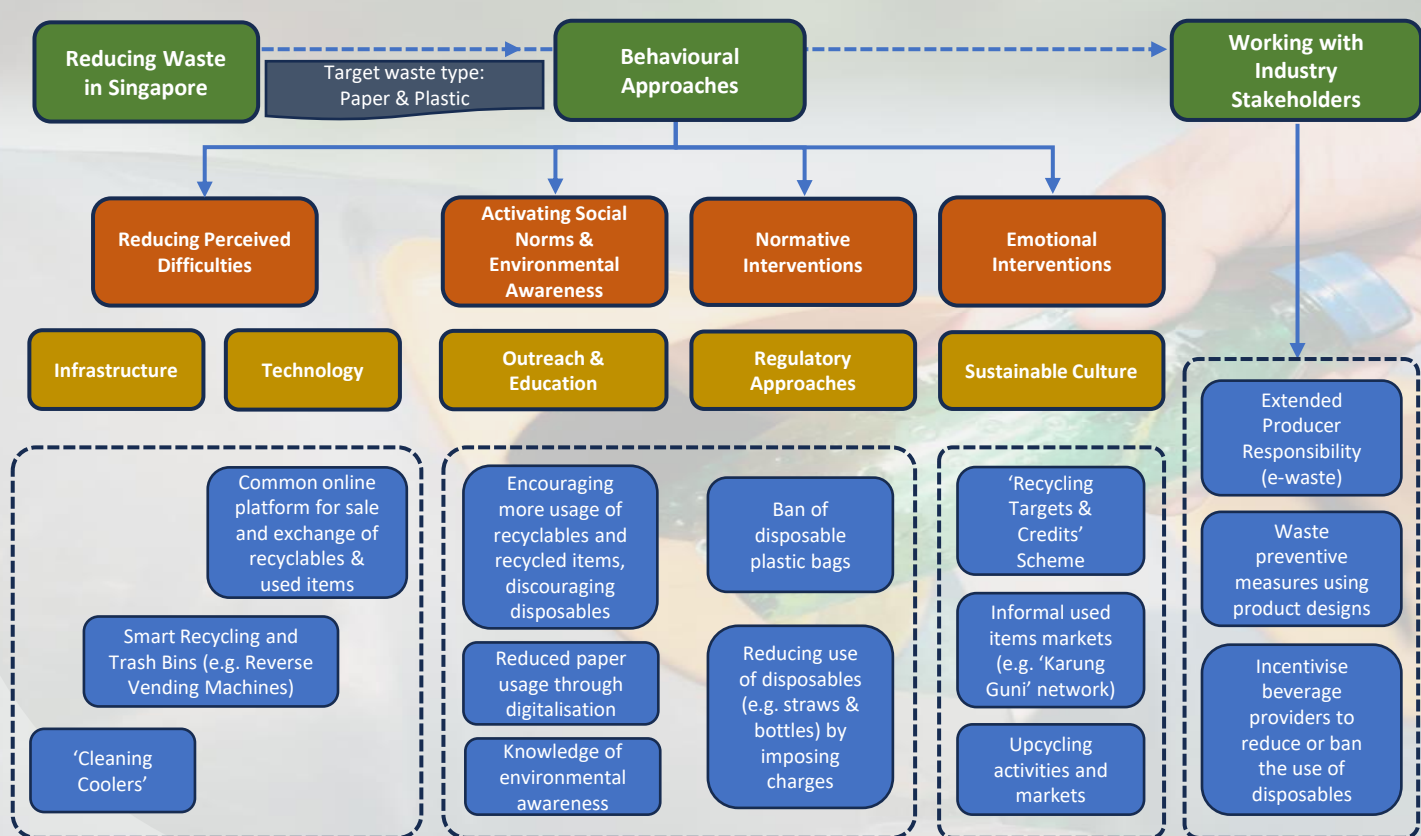 Reducing Waste
in Singapore
Target waste type:
Paper & Plastic
Behavioural
Approaches
Working with
Industry
Stakeholders
Reducing Perceived
Difficulties
Activating Social
Norms &
Environmental
Awareness
Normative
Interventions
Emotional
Interventions
Infrastructure
Technology
Outreach &
Education
Regulatory
Approaches
Sustainable Culture
Common online
platform for sale
and exchange of
recyclables &
used items
Smart Recycling and
Trash Bins (e.g. Reverse
Vending Machines)
‘Cleaning
Coolers’
Encouraging
more usage of
recyclables and
recycled items,
discouraging
disposables
Reduced paper
usage through
digitalisation
Knowledge of
environmental
awareness
Ban of
disposable
plastic bags
Reducing use
of disposables
(e.g. straws &
bottles) by
imposing
charges
‘Recycling
Targets &
Credits’
Scheme
Informal used
items markets
(e.g. ‘Karung
Guni’ network)
Upcycling
activities and
markets
Extended
Producer
Responsibility
(e-waste)
Waste
preventive
measures using
product designs
Incentivise
beverage
providers to
reduce or ban
the use of
disposables